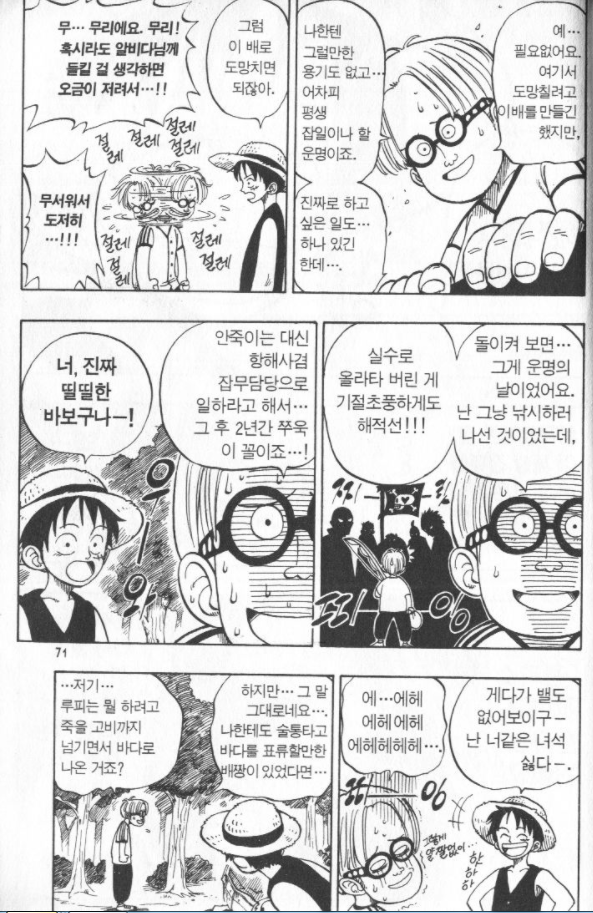 예…
필요없어요.
여기서
도망칠려고
이 배를 만들긴
했지만,
나한텐
그럴만한
용기도 없고…
어차피
평생
잡일이나 할
운명이죠.
진짜로 하고
싶은 일도…
하나 있긴
한데….
그럼
이 배로
도망치면
되잖아.
무… 무리에요. 무리!
혹시라도 알비다님께
들킬 걸 생각하면
오금이 저려서…!!
절레
절레
절레
절레
무서워서
도저히
…!!!
절레
절레
절레
절레
돌이켜 보면…
그게 운명의
날이었어요.
난 그냥 낚시하러
나선 것이었는데,
실수로
올라타 버린 게
기절초풍하게도
해적선!!!
안죽이는 대신
항해사겸
잡무담당으로
일하라고 해서…
그 후 2년간 쭈욱
이 꼴이죠…!
너, 진짜
띨띨한
바보구나—!
으
와
71
게다가 밸도
없어보이구—
난 너같은 녀석
싫다—.
하
하
하
에…에헤
에헤에헤
에헤헤헤헤….
그렇게
하지만… 그 말
그대로네요….
나한테도 술통타고
바다를 표류할만한
배짱이 있었다면…
…저기…
루피는 뭘 하려고
죽을 고비까지
넘기면서 바다로
나온 거죠?